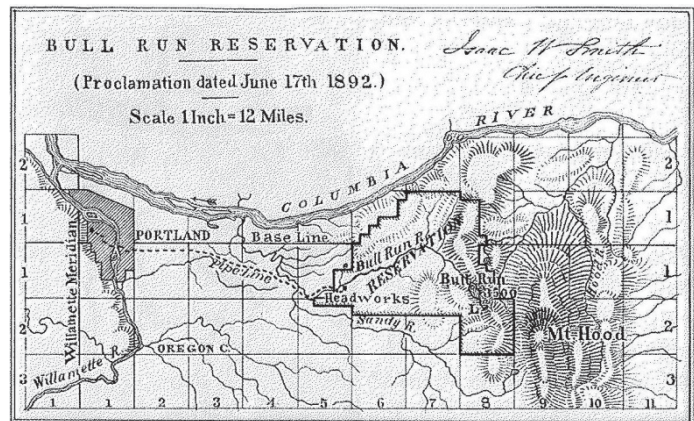 BULL RUN RESERVATION.
(Proclamation dated June 17th 1892.)
Scale 1 Inch = 12 Miles.
Isaac W Smith
Chief Engineer
COLUMBIA RIVER
2
2
1
1
PORTLAND
Base Line
Willamette Meridian
Pipe Line
Bull Run R.
RESERVATION
Bull Run
L.
Headworks
Hood R.
1
1
Sandy R.
Mt. Hood
2
2
OREGON C.
Willamette R.
3
3
1
1
2
3
4
5
6
7
8
9
10
11